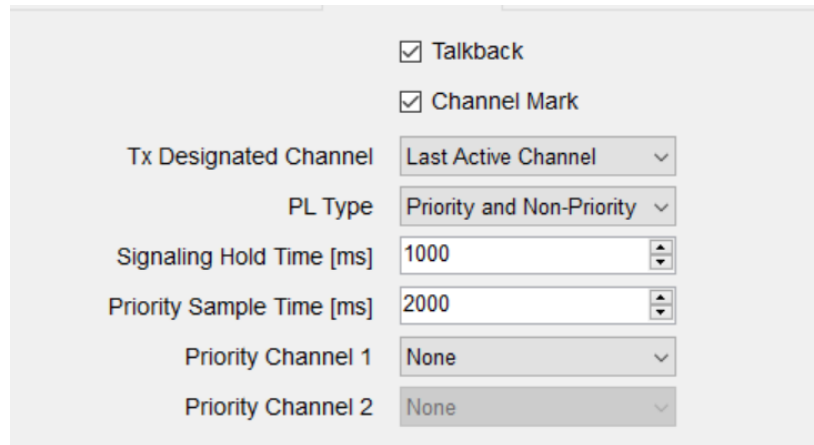 Talkback
Channel Mark
Tx Designated Channel Last Active Channel
PL Type Priority and Non-Priority
Signaling Hold Time [ms] 1000
Priority Sample Time [ms] 2000
Priority Channel 1 None
Priority Channel 2 None